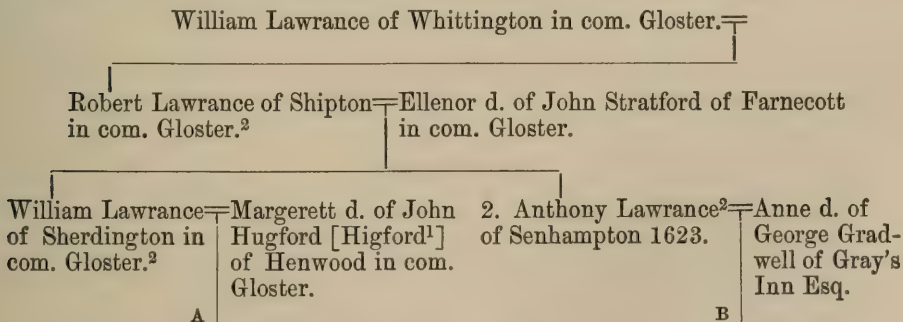 William Lawrance of Whittington in com. Gloster.
Robert Lawrance of Shipton
in com. Gloster.²
Ellenor d. of John Stratford of Farnecott
in com. Gloster.
William Lawrance
of Sherdington in
com. Gloster.²
Margerett d. of John
Hugford [Higford¹]
of Henwood in com.
Gloster.
2. Anthony Lawrance²
of Senhampton 1623.
Anne d. of
George Grad-
well of Gray's
Inn Esq.
A
B